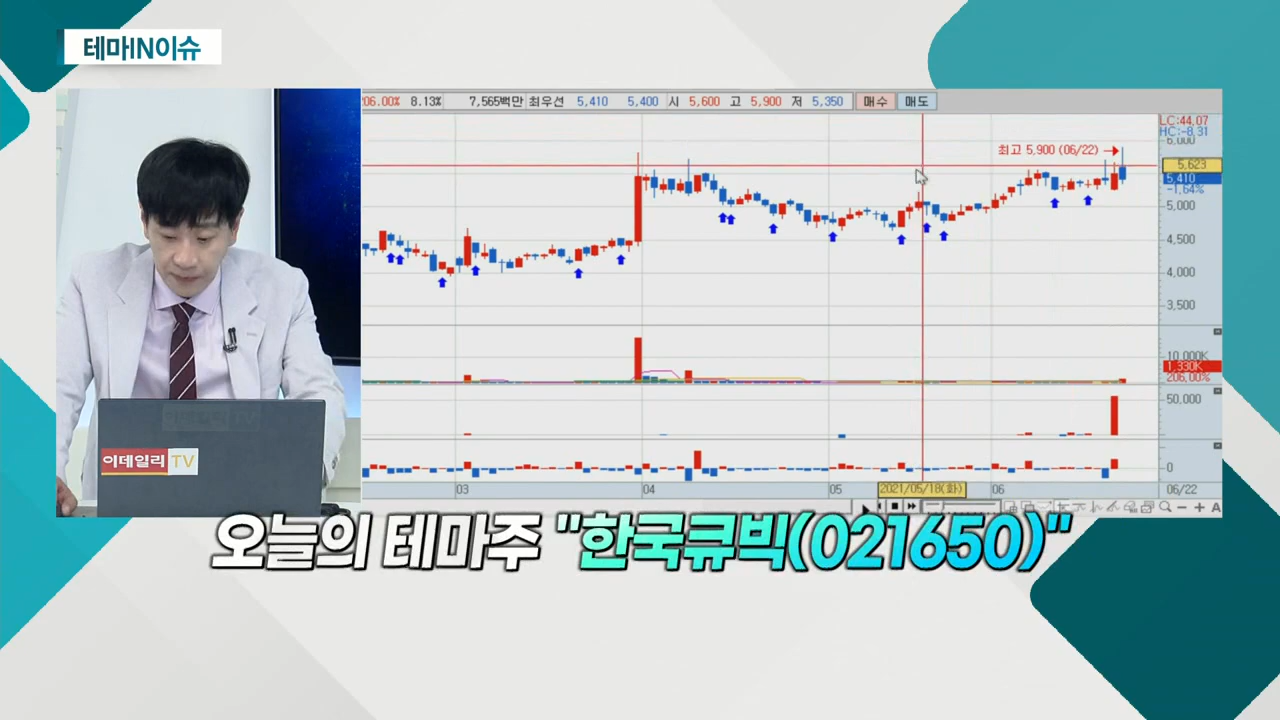 테마IN이슈
206.00% 8.13% 7,565백만 최우선 5,410 5,400 시 5,600 고 5,900 저 5,350 매수 매도
LC:44,07
HC:-8,31
최고 5,900 (06/22)
6,000
5,623
5,410
-1,64%
5,000
4,500
4,000
3,500
10,000K
1,330K
206,00%
50,000
이데일리 TV
0
03 04 05 2021/05/18(화) 06 06/22
A
오늘의 테마주 "한국큐빅(021650)"